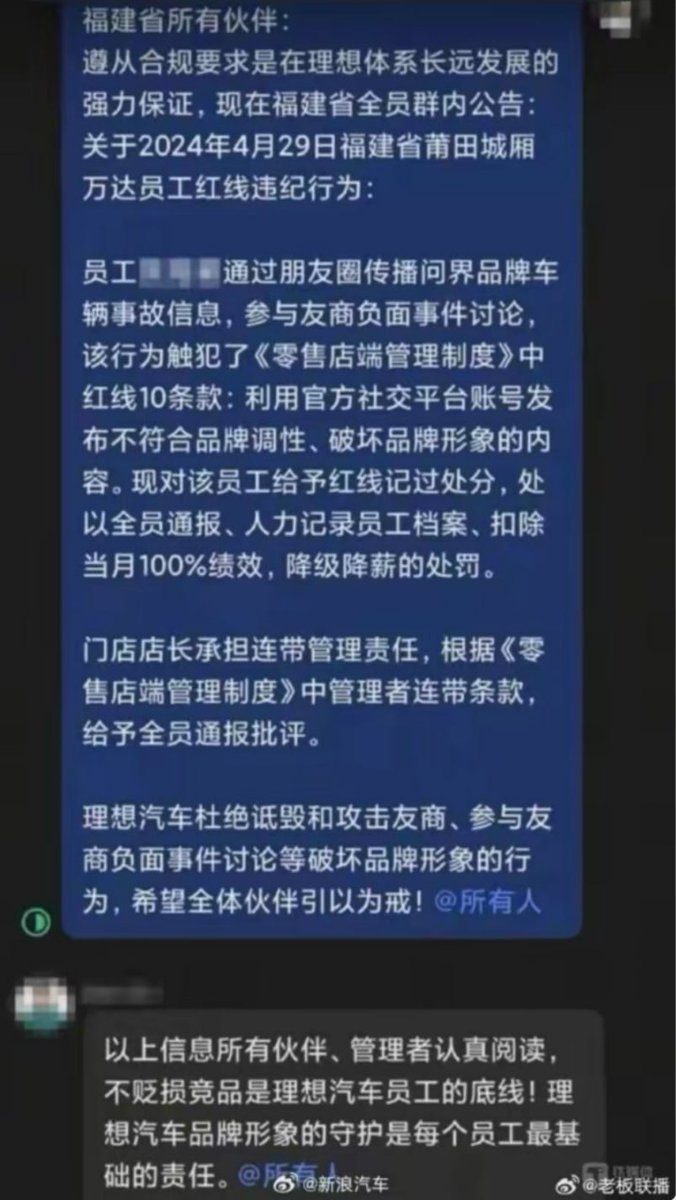 福建省所有伙伴：
遵从合规要求是在理想体系长远发展的
强力保证，现在福建省全员群内公告：
关于2024年4月29日福建省莆田城厢
万达员工红线违纪行为：
员工
通过朋友圈传播问界品牌车
辆事故信息，参与友商负面事件讨论，
该行为触犯了《零售店端管理制度》中
红线10条款：利用官方社交平台账号发
布不符合品牌调性、破坏品牌形象的内
容。现对该员工给予红线记过处分，处
以全员通报、人力记录员工档案、扣除
当月100%绩效，降级降薪的处罚。
门店店长承担连带管理责任，根据《零
售店端管理制度》中管理者连带条款，
给予全员通报批评。
理想汽车杜绝诋毁和攻击友商、参与友
商负面事件讨论等破坏品牌形象的行
为，希望全体伙伴引以为戒！@所有人
以上信息所有伙伴、管理者认真阅读，
不贬损竞品是理想汽车员工的底线！理
想汽车品牌形象的守护是每个员工最基
础的责任。@所有人
@新浪汽车
@老板联播